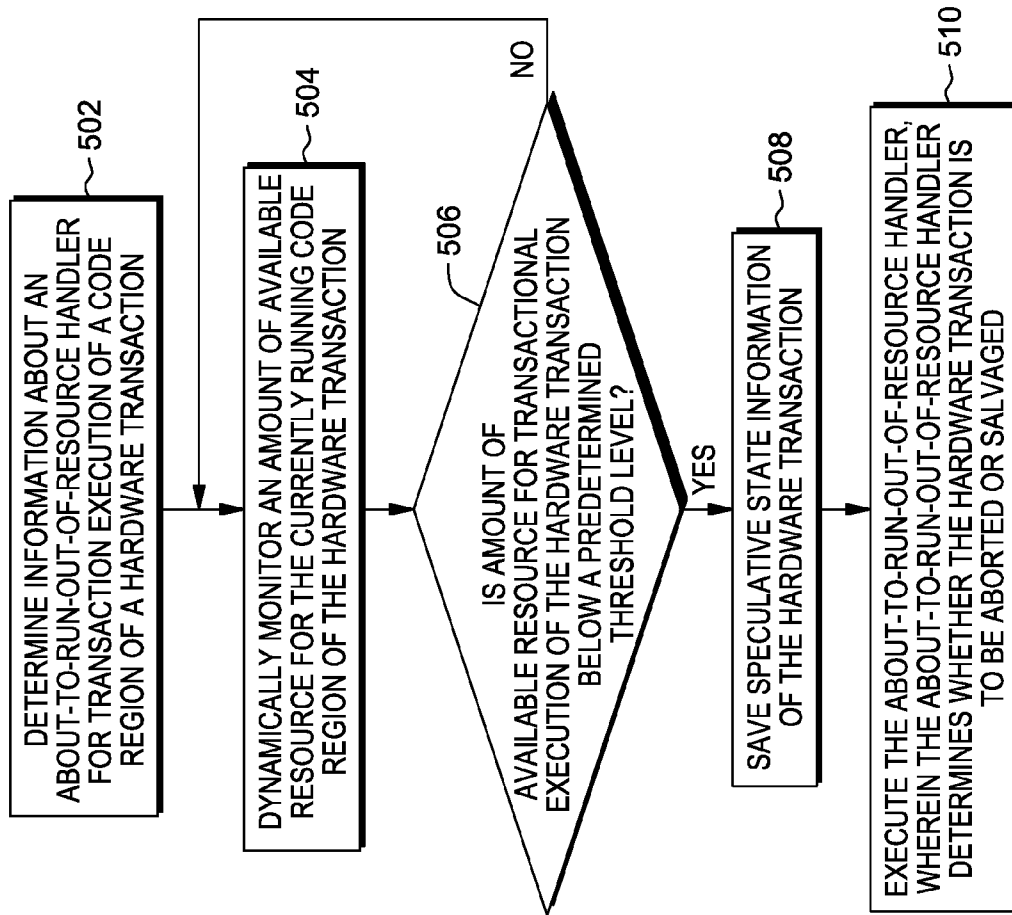 502
DETERMINE INFORMATION ABOUT AN
ABOUT-TO-RUN-OUT-OF-RESOURCE HANDLER
FOR TRANSACTION EXECUTION OF A CODE
REGION OF A HARDWARE TRANSACTION
504
DYNAMICALLY MONITOR AN AMOUNT OF AVAILABLE
RESOURCE FOR THE CURRENTLY RUNNING CODE
REGION OF THE HARDWARE TRANSACTION
506
IS AMOUNT OF
AVAILABLE RESOURCE FOR TRANSACTIONAL
EXECUTION OF THE HARDWARE TRANSACTION
BELOW A PREDETERMINED
THRESHOLD LEVEL?
NO
YES
508
SAVE SPECULATIVE STATE INFORMATION
OF THE HARDWARE TRANSACTION
510
EXECUTE THE ABOUT-TO-RUN-OUT-OF-RESOURCE HANDLER,
WHEREIN THE ABOUT-TO-RUN-OUT-OF-RESOURCE HANDLER
DETERMINES WHETHER THE HARDWARE TRANSACTION IS
TO BE ABORTED OR SALVAGED